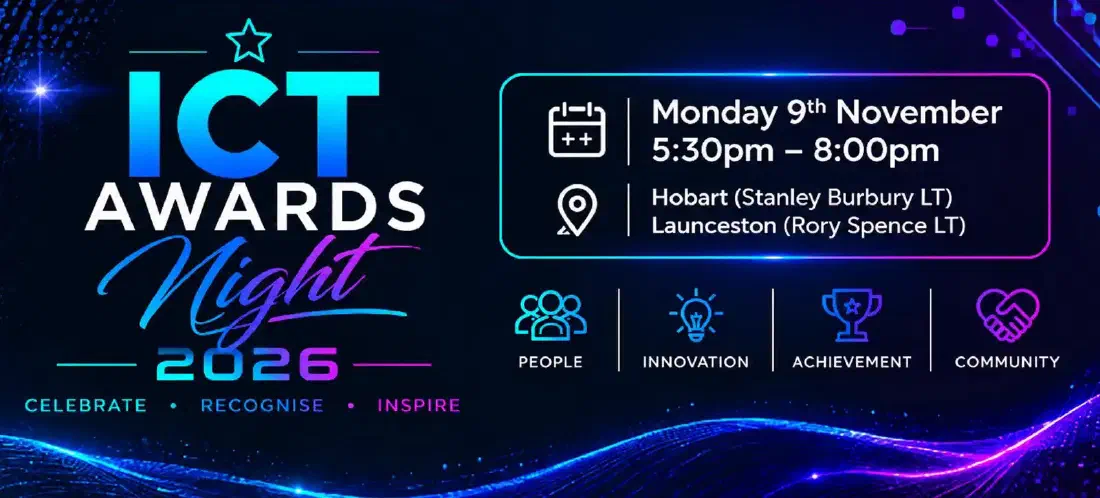 ICT
AWARDS
Night
2026
CELEBRATE • RECOGNISE • INSPIRE
Monday 9th November
5:30pm – 8:00pm
Hobart (Stanley Burbury LT)
Launceston (Rory Spence LT)
PEOPLE
INNOVATION
ACHIEVEMENT
COMMUNITY